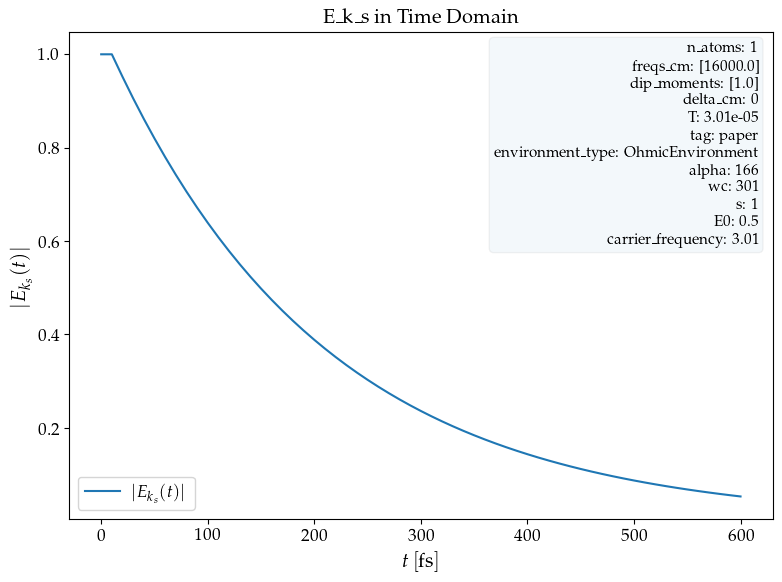 E_k_s in Time Domain
n_atoms: 1
freqs_cm: [16000.0]
dip_moments: [1.0]
delta_cm: 0
T: 3.01e-05
tag: paper
environment_type: OhmicEnvironment
alpha: 166
wc: 301
s: 1
E0: 0.5
carrier_frequency: 3.01
1.0
0.8
0.6
0.4
0.2
|E_{k_s}(t)|
|E_{k_s}(t)|
0 100 200 300 400 500 600
t [fs]